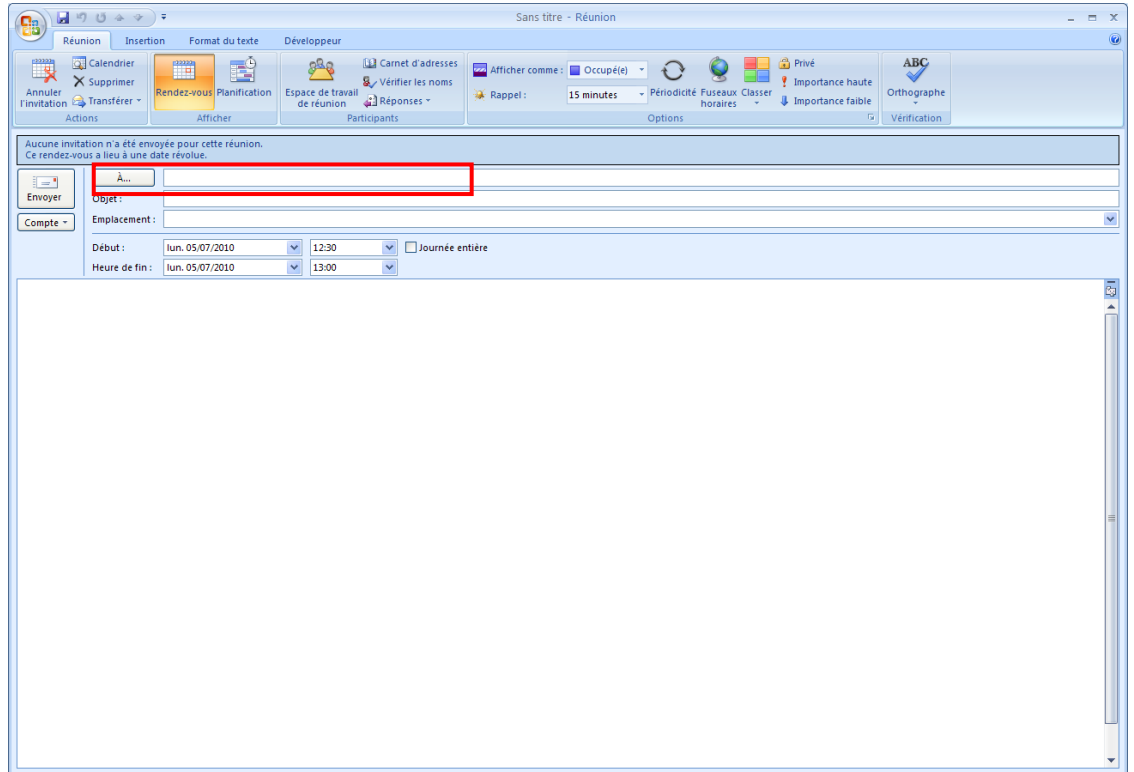 Sans titre - Réunion
Réunion Insertion Format du texte Développeur
Annuler l'invitation
Calendrier
Supprimer
Transférer
Actions
Rendez-vous Planification
Afficher
Espace de travail de réunion
Carnet d'adresses
Vérifier les noms
Réponses
Participants
Afficher comme : Occupé(e)
Rappel : 15 minutes
Périodicité
Fuseaux horaires
Classer
Privé
Importance haute
Importance faible
Options
ABC
Orthographe
Vérification
Aucune invitation n'a été envoyée pour cette réunion.
Ce rendez-vous a lieu à une date révolue.
Envoyer
Compte
À...
Objet :
Emplacement :
Début : lun. 05/07/2010 12:30 Journée entière
Heure de fin : lun. 05/07/2010 13:00